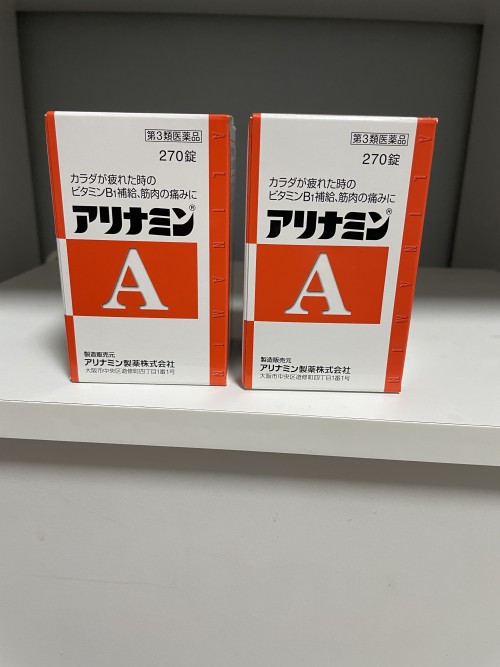 第3類医薬品
270錠
カラダが疲れた時の
ビタミンB1補給、筋肉の痛みに
アリナミン®
A
製造販売元
アリナミン製薬株式会社
大阪市中央区道修町四丁目1番1号
ALINAMIN
第3類医薬品
270錠
カラダが疲れた時の
ビタミンB1補給、筋肉の痛みに
アリナミン®
A
製造販売元
アリナミン製薬株式会社
大阪市中央区道修町四丁目1番1号
ALINAMIN